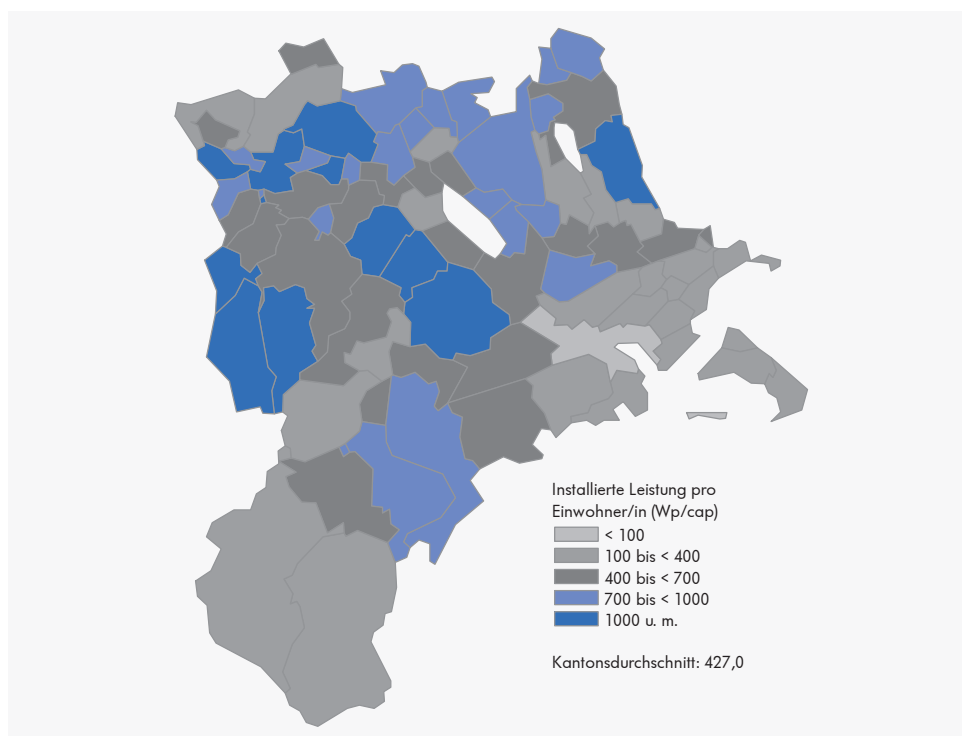 Installierte Leistung pro
Einwohner/in (Wp/cap)
< 100
100 bis < 400
400 bis < 700
700 bis < 1000
1000 u. m.
Kantonsdurchschnitt: 427,0